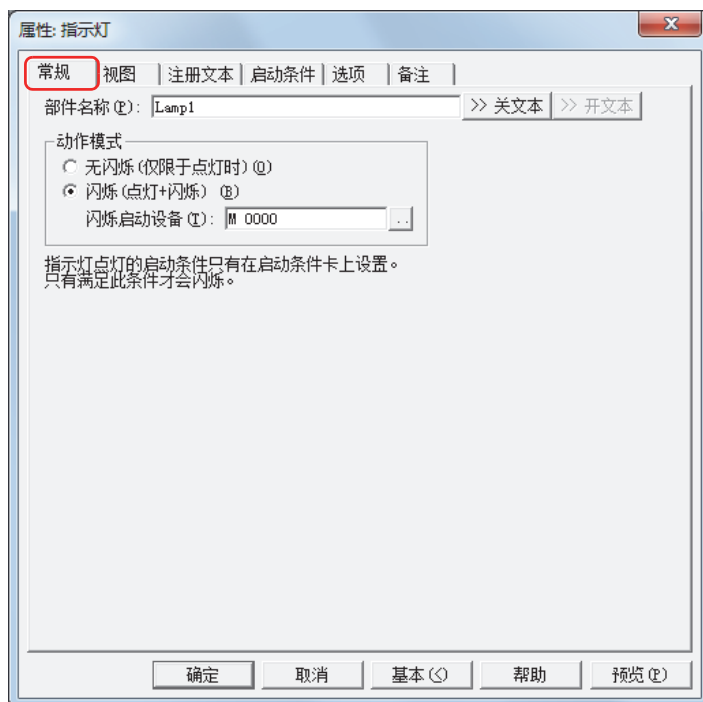 属性: 指示灯
常规 视图 注册文本 启动条件 选项 备注
部件名称(P): Lamp1 >> 关文本 >> 开文本
动作模式
无闪烁(仅限于点灯时)(O)
闪烁(点灯+闪烁) (B)
闪烁启动设备(T): M 0000 ..
指示灯点灯的启动条件只有在启动条件卡上设置。
只有满足此条件才会闪烁。
确定 取消 基本(<) 帮助 预览(P)